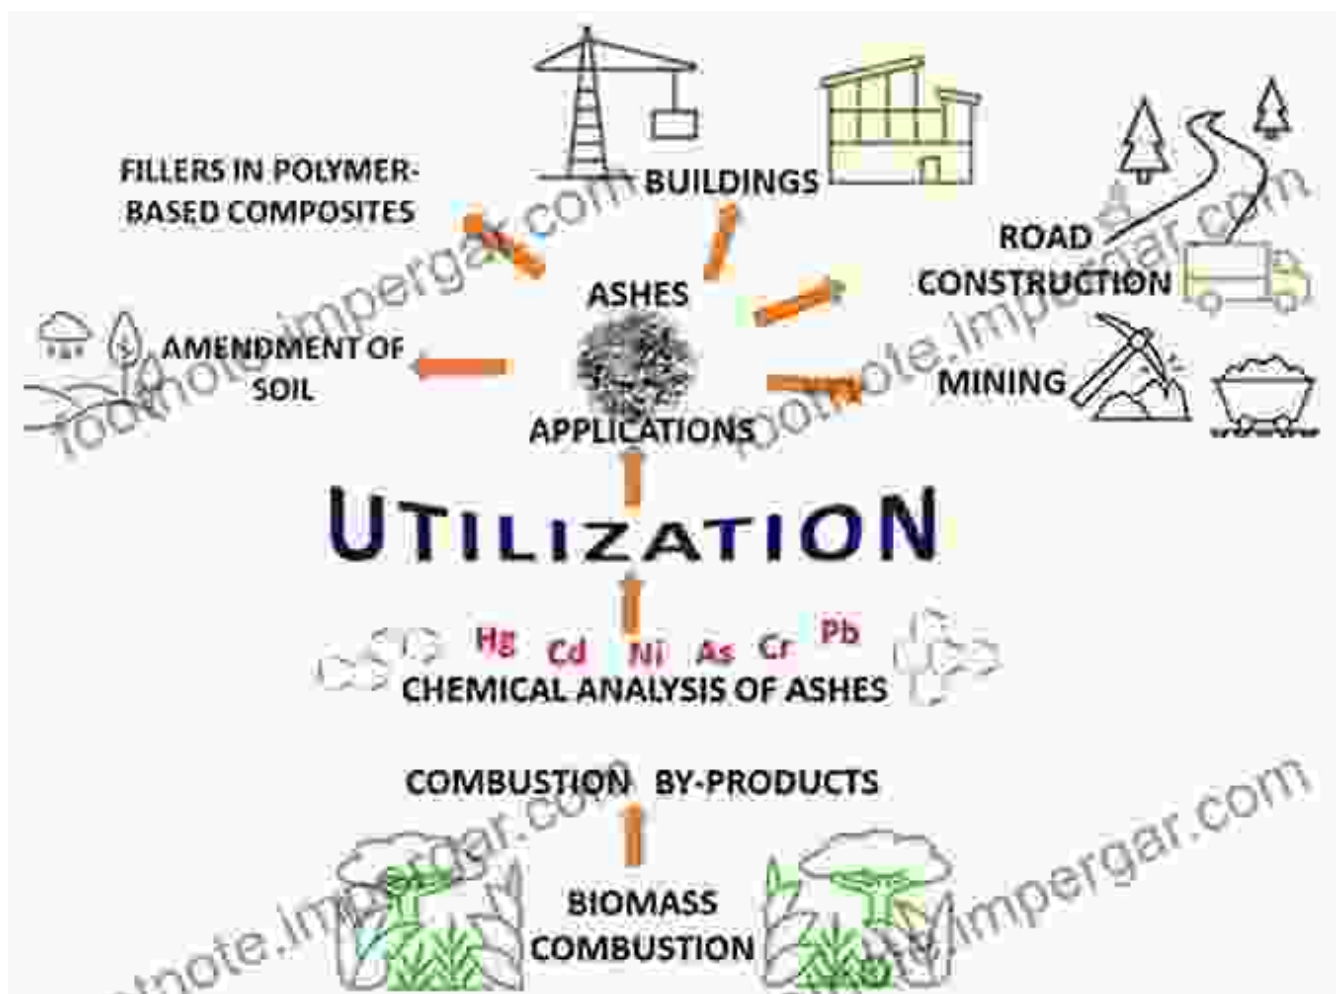 FILLERS IN POLYMER-
BASED COMPOSITES
BUILDINGS
ROAD
CONSTRUCTION
ASHES
AMENDMENT OF
SOIL
MINING
APPLICATIONS
UTILIZATION
Hg Cd Ni As Cr Pb
CHEMICAL ANALYSIS OF ASHES
COMBUSTION BY-PRODUCTS
BIOMASS
COMBUSTION
footnote.impergar.com
footnote.impergar.com
footnote.impergar.com
footnote.impergar.com